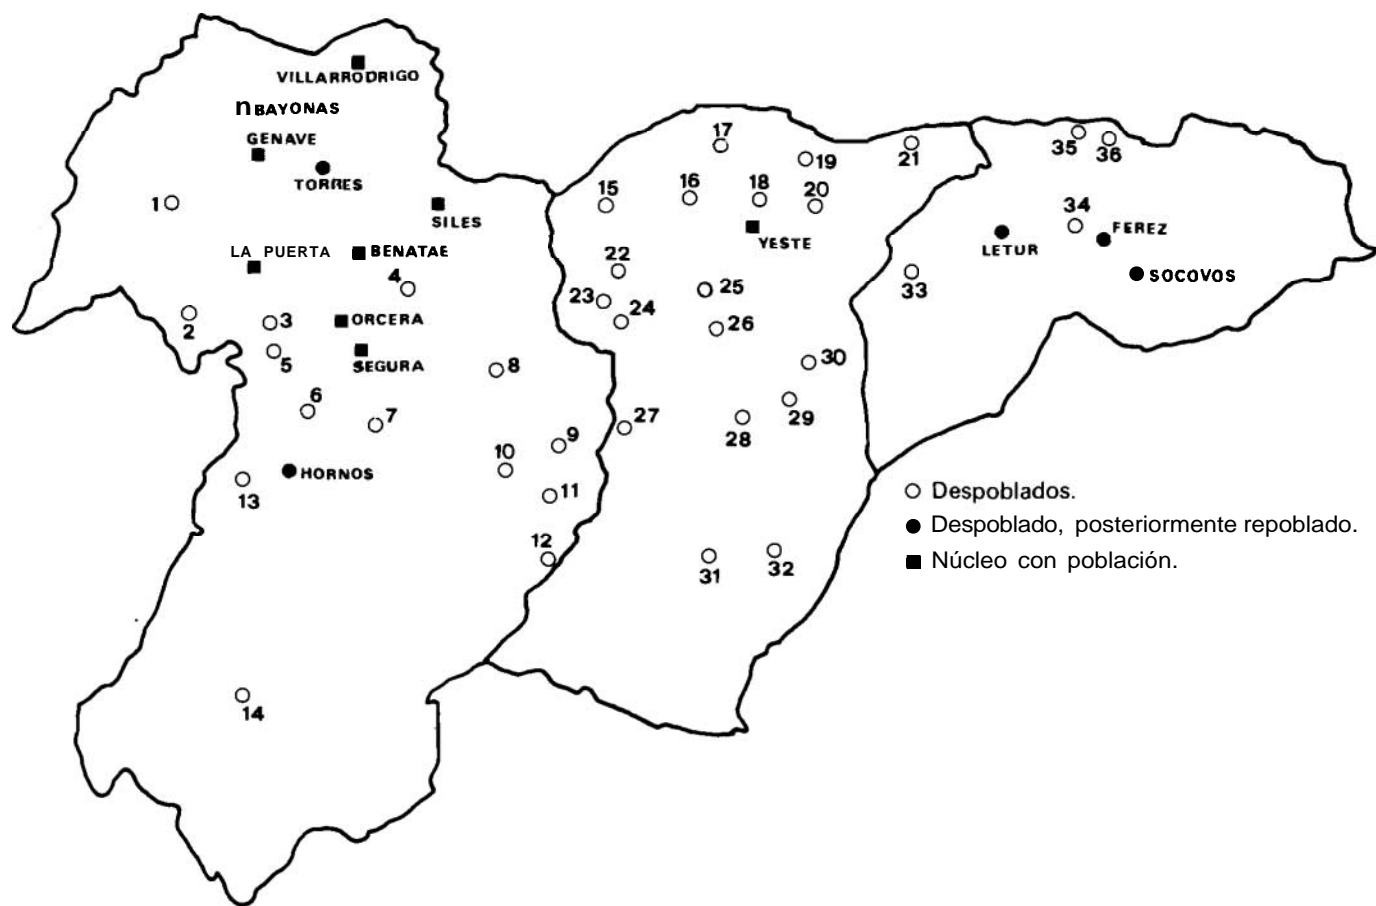 VILLARRODRIGO
nBAYONAS
GENAVE
TORRES
1
SILES
LA PUERTA
BENATAE
4
2
3
ORCERA
5
SEGURA
8
6
7
9
10
HORNOS
13
11
12
14
17
19
21
15
16
18
20
YESTE
22
23
25
24
26
30
29
27
28
31
32
35
36
34
FEREZ
LETUR
SOCOVOS
33
Despoblados.
Despoblado, posteriormente repoblado.
Núcleo con población.